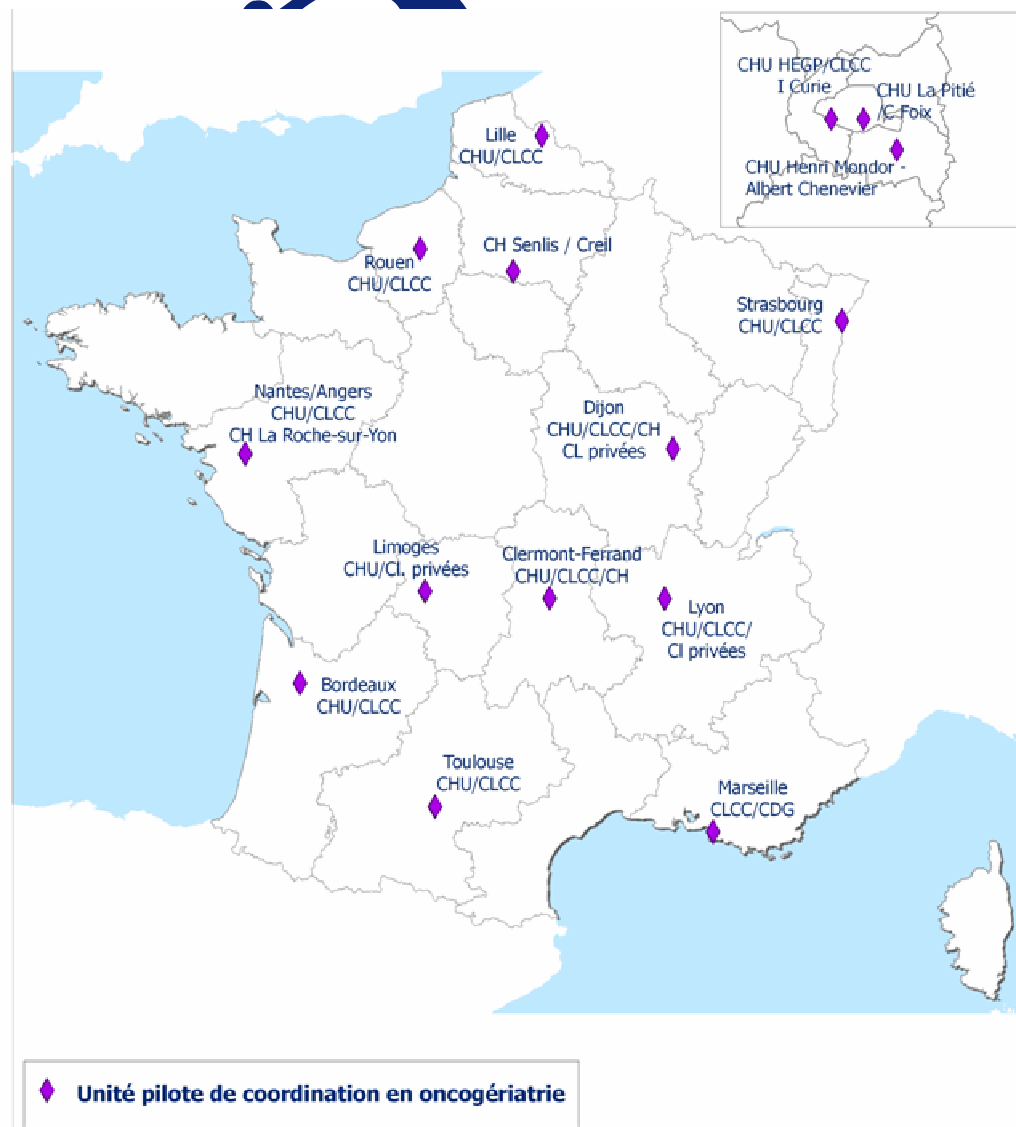 CHU HEGP/CLCC
I Curie
CHU La Pitié
/C Foix
CHU Henri Mondor -
Albert Chenevier
Lille
CHU/CLCC
CH Senlis / Creil
Rouen
CHU/CLCC
Strasbourg
CHU/CLCC
Nantes/Angers
CHU/CLCC
CH La Roche-sur-Yon
Dijon
CHU/CLCC/CH
CL privées
Limoges
CHU/Cl. privées
Clermont-Ferrand
CHU/CLCC/CH
Lyon
CHU/CLCC/
Cl privées
Bordeaux
CHU/CLCC
Toulouse
CHU/CLCC
Marseille
CLCC/CDG
Unité pilote de coordination en oncogériatrie